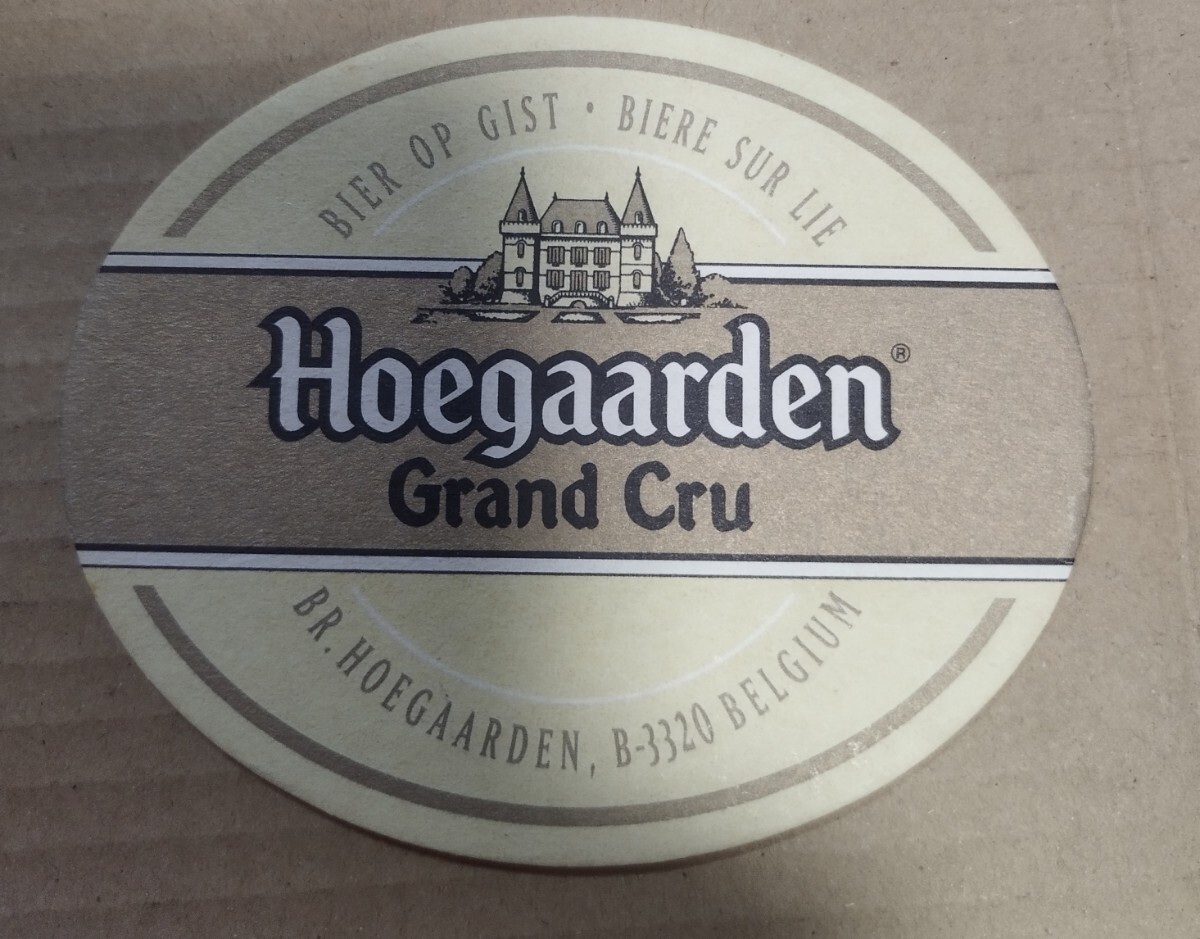 BIER OP GIST · BIERE SUR LIE
Hoegaarden®
Grand Cru
BR. HOEGAARDEN, B-3320 BELGIUM